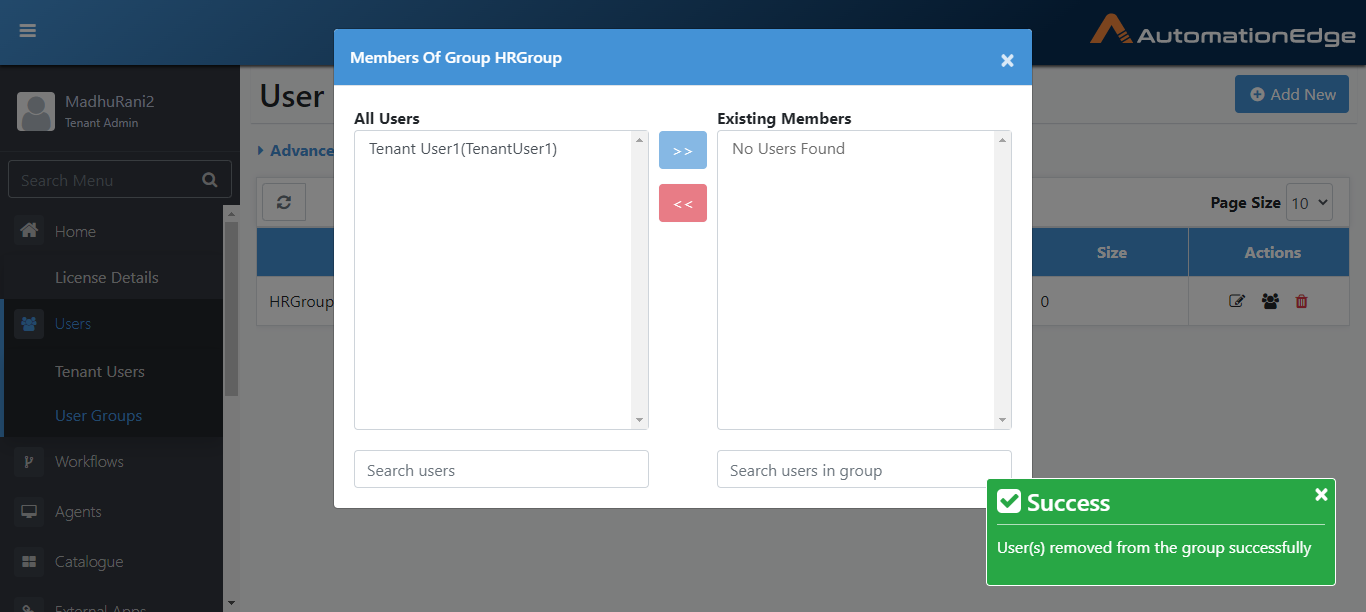 AutomationEdge
Members Of Group HRGroup
×
MadhuRani2
Tenant Admin
User
Add New
All Users
Existing Members
Tenant User1(TenantUser1)
>>
No Users Found
<<
Advance
Search Menu
Page Size 10
Home
License Details
Size
Actions
HRGroup
0
Users
Tenant Users
User Groups
Workflows
Search users
Search users in group
Agents
Catalogue
External Apps
Success
×
User(s) removed from the group successfully